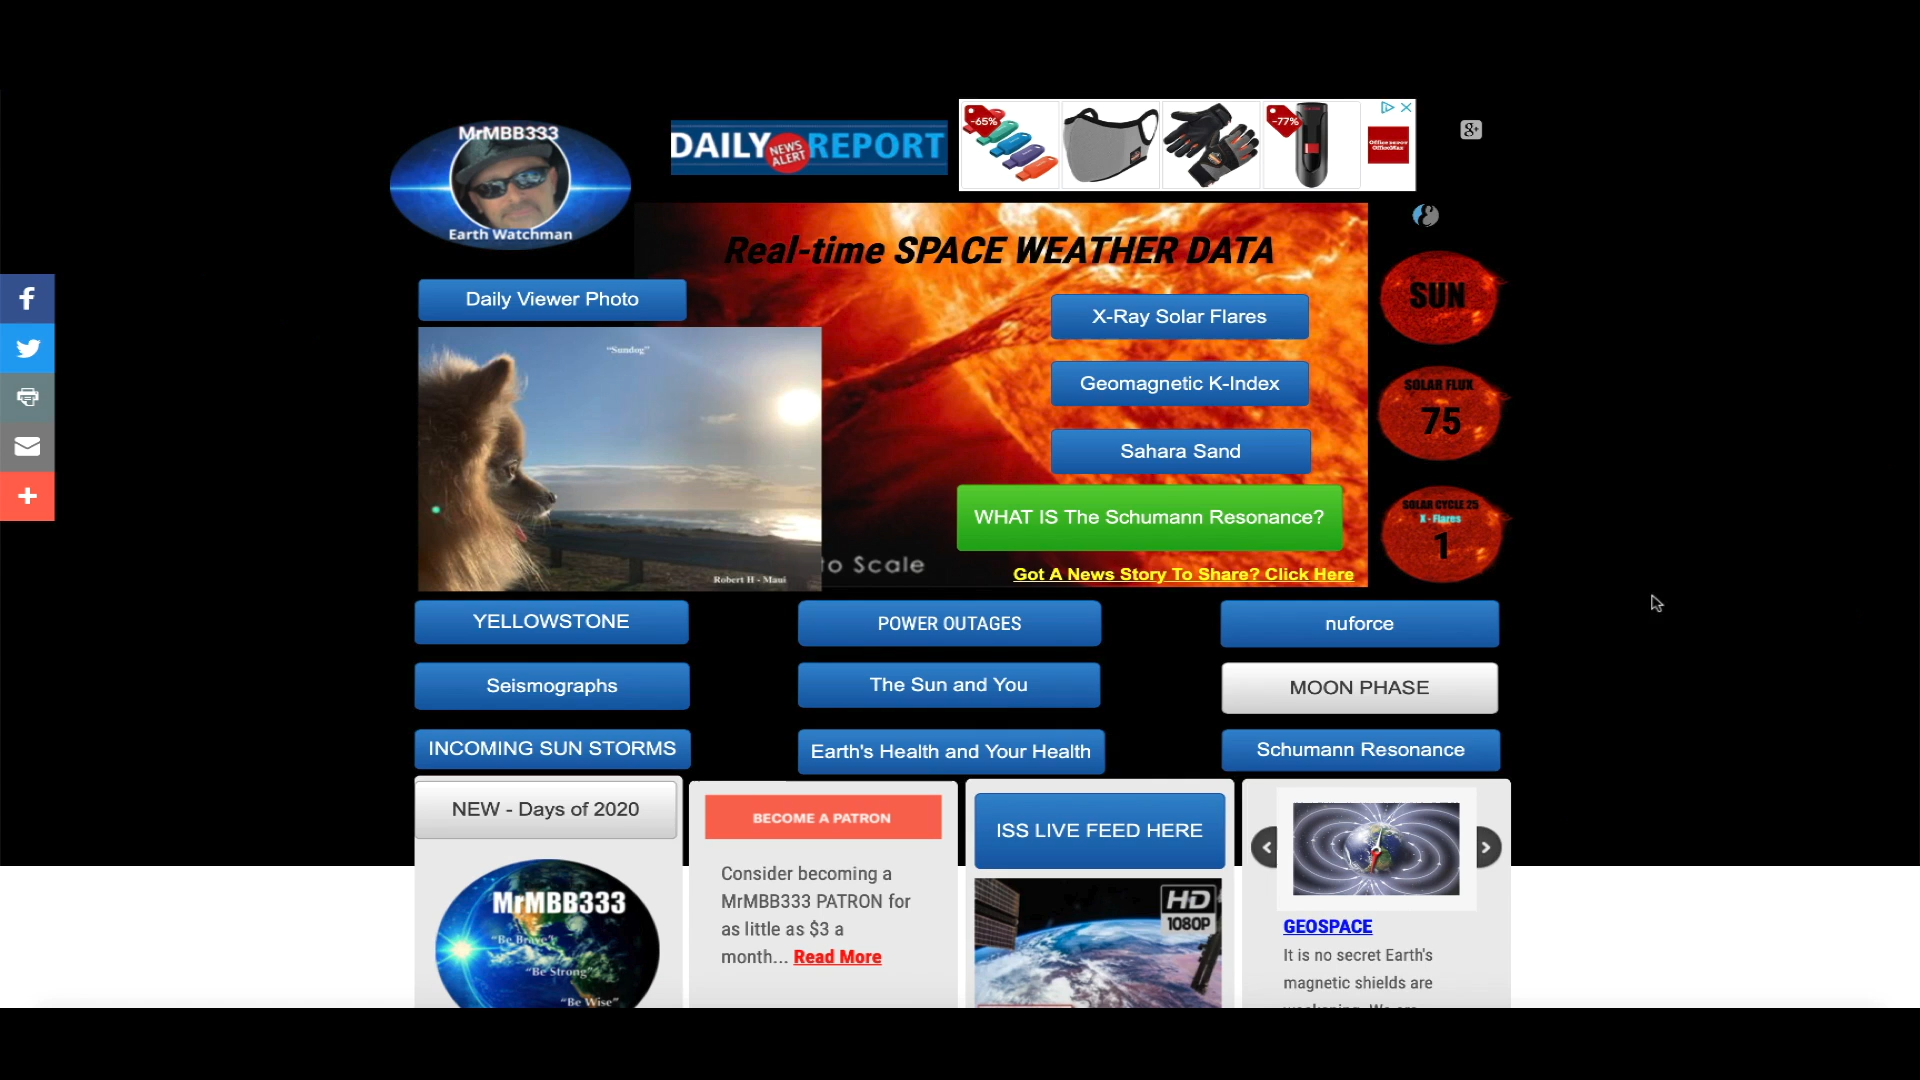 MrMBB333
Earth Watchman
DAILY NEWS ALERT REPORT
-65%
-77%
Office DEPOT
OfficeMax
g+
Real-time SPACE WEATHER DATA
Daily Viewer Photo
X-Ray Solar Flares
Geomagnetic K-Index
Sahara Sand
WHAT IS The Schumann Resonance?
Got A News Story To Share? Click Here
"Sundog"
Robert H - Maui
to Scale
SUN
SOLAR FLUX
75
SOLAR CYCLE 25
X - Flares
1
YELLOWSTONE
POWER OUTAGES
nuforce
Seismographs
The Sun and You
MOON PHASE
INCOMING SUN STORMS
Earth's Health and Your Health
Schumann Resonance
NEW - Days of 2020
MrMBB333
"Be Brave"
"Be Strong"
"Be Wise"
BECOME A PATRON
Consider becoming a
MrMBB333 PATRON for
as little as $3 a
month... Read More
ISS LIVE FEED HERE
HD
1080P
GEOSPACE
It is no secret Earth's
magnetic shields are